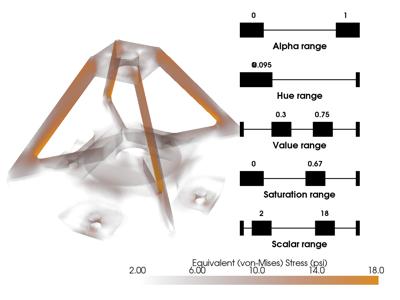 0 1
Alpha range
0.095
Hue range
0.3 0.75
Value range
0 0.67
Saturation range
2 18
Scalar range
Equivalent (von-Mises) Stress (psi)
2.00 6.00 10.0 14.0 18.0